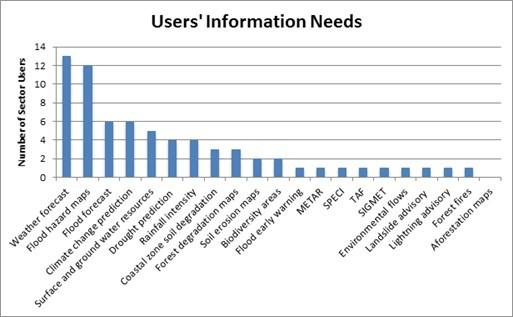 Users' Information Needs
Number of Sector Users
14
12
10
8
6
4
2
0
Weather forecast
Flood hazard maps
Flood forecast
Climate change prediction
Surface and ground water resources
Drought prediction
Rainfall intensity
Coastal zone soil degradation
Forest degradation maps
Soil erosion maps
Biodiversity areas
Flood early warning
METAR
SPECI
TAF
SIGMET
Environmental flows
Landslide advisory
Lightning advisory
Forest fires
Aforestation maps